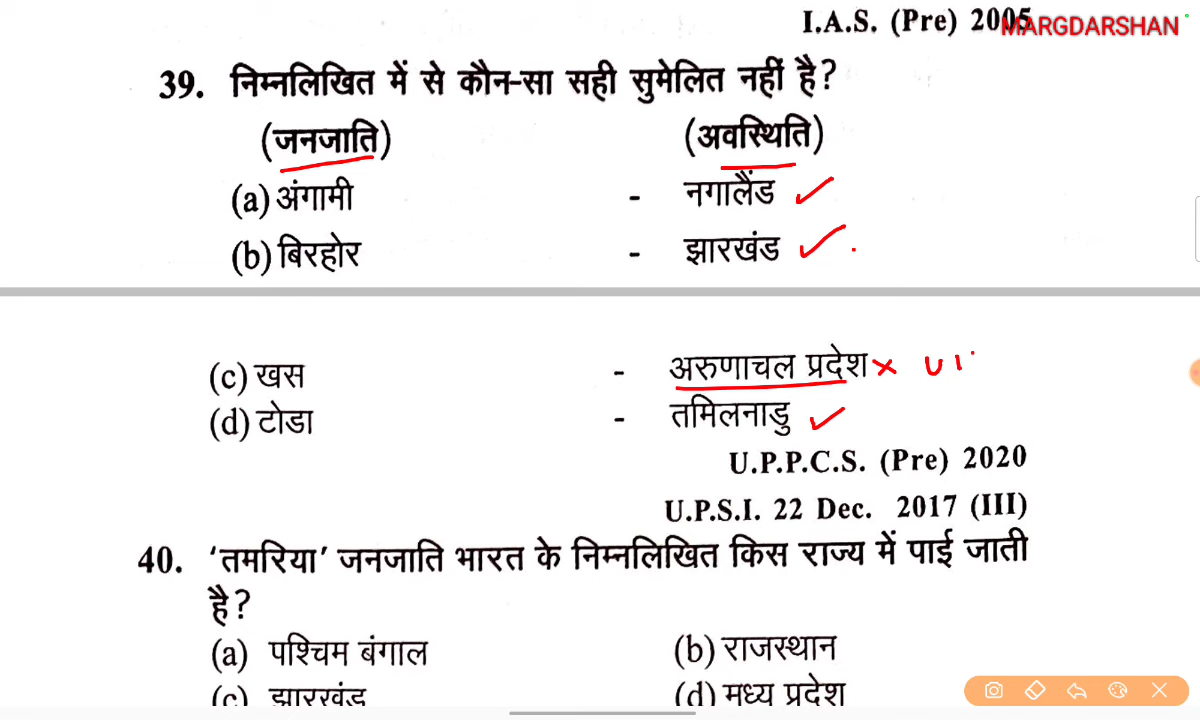 I.A.S. (Pre) 2005
MARGDARSHAN
39. निम्नलिखित में से कौन-सा सही सुमेलित नहीं है?
(जनजाति) (अवस्थिति)
(a) अंगामी - नगालैंड
(b) बिरहोर - झारखंड
(c) खस - अरुणाचल प्रदेश
(d) टोडा - तमिलनाडु
U.P.P.C.S. (Pre) 2020
U.P.S.I. 22 Dec. 2017 (III)
40. 'तमरिया' जनजाति भारत के निम्नलिखित किस राज्य में पाई जाती
है?
(a) पश्चिम बंगाल (b) राजस्थान
(c) झारखंड (d) मध्य प्रदेश